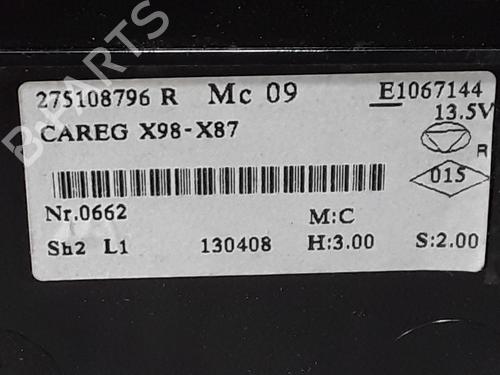 275108796 R Mc 09 E1067144
13.5V
CAREG X98-X87
R
015
Nr.0662 M:C
Sh2 L1 130408 H:3.00 S:2.00
B-PARTS